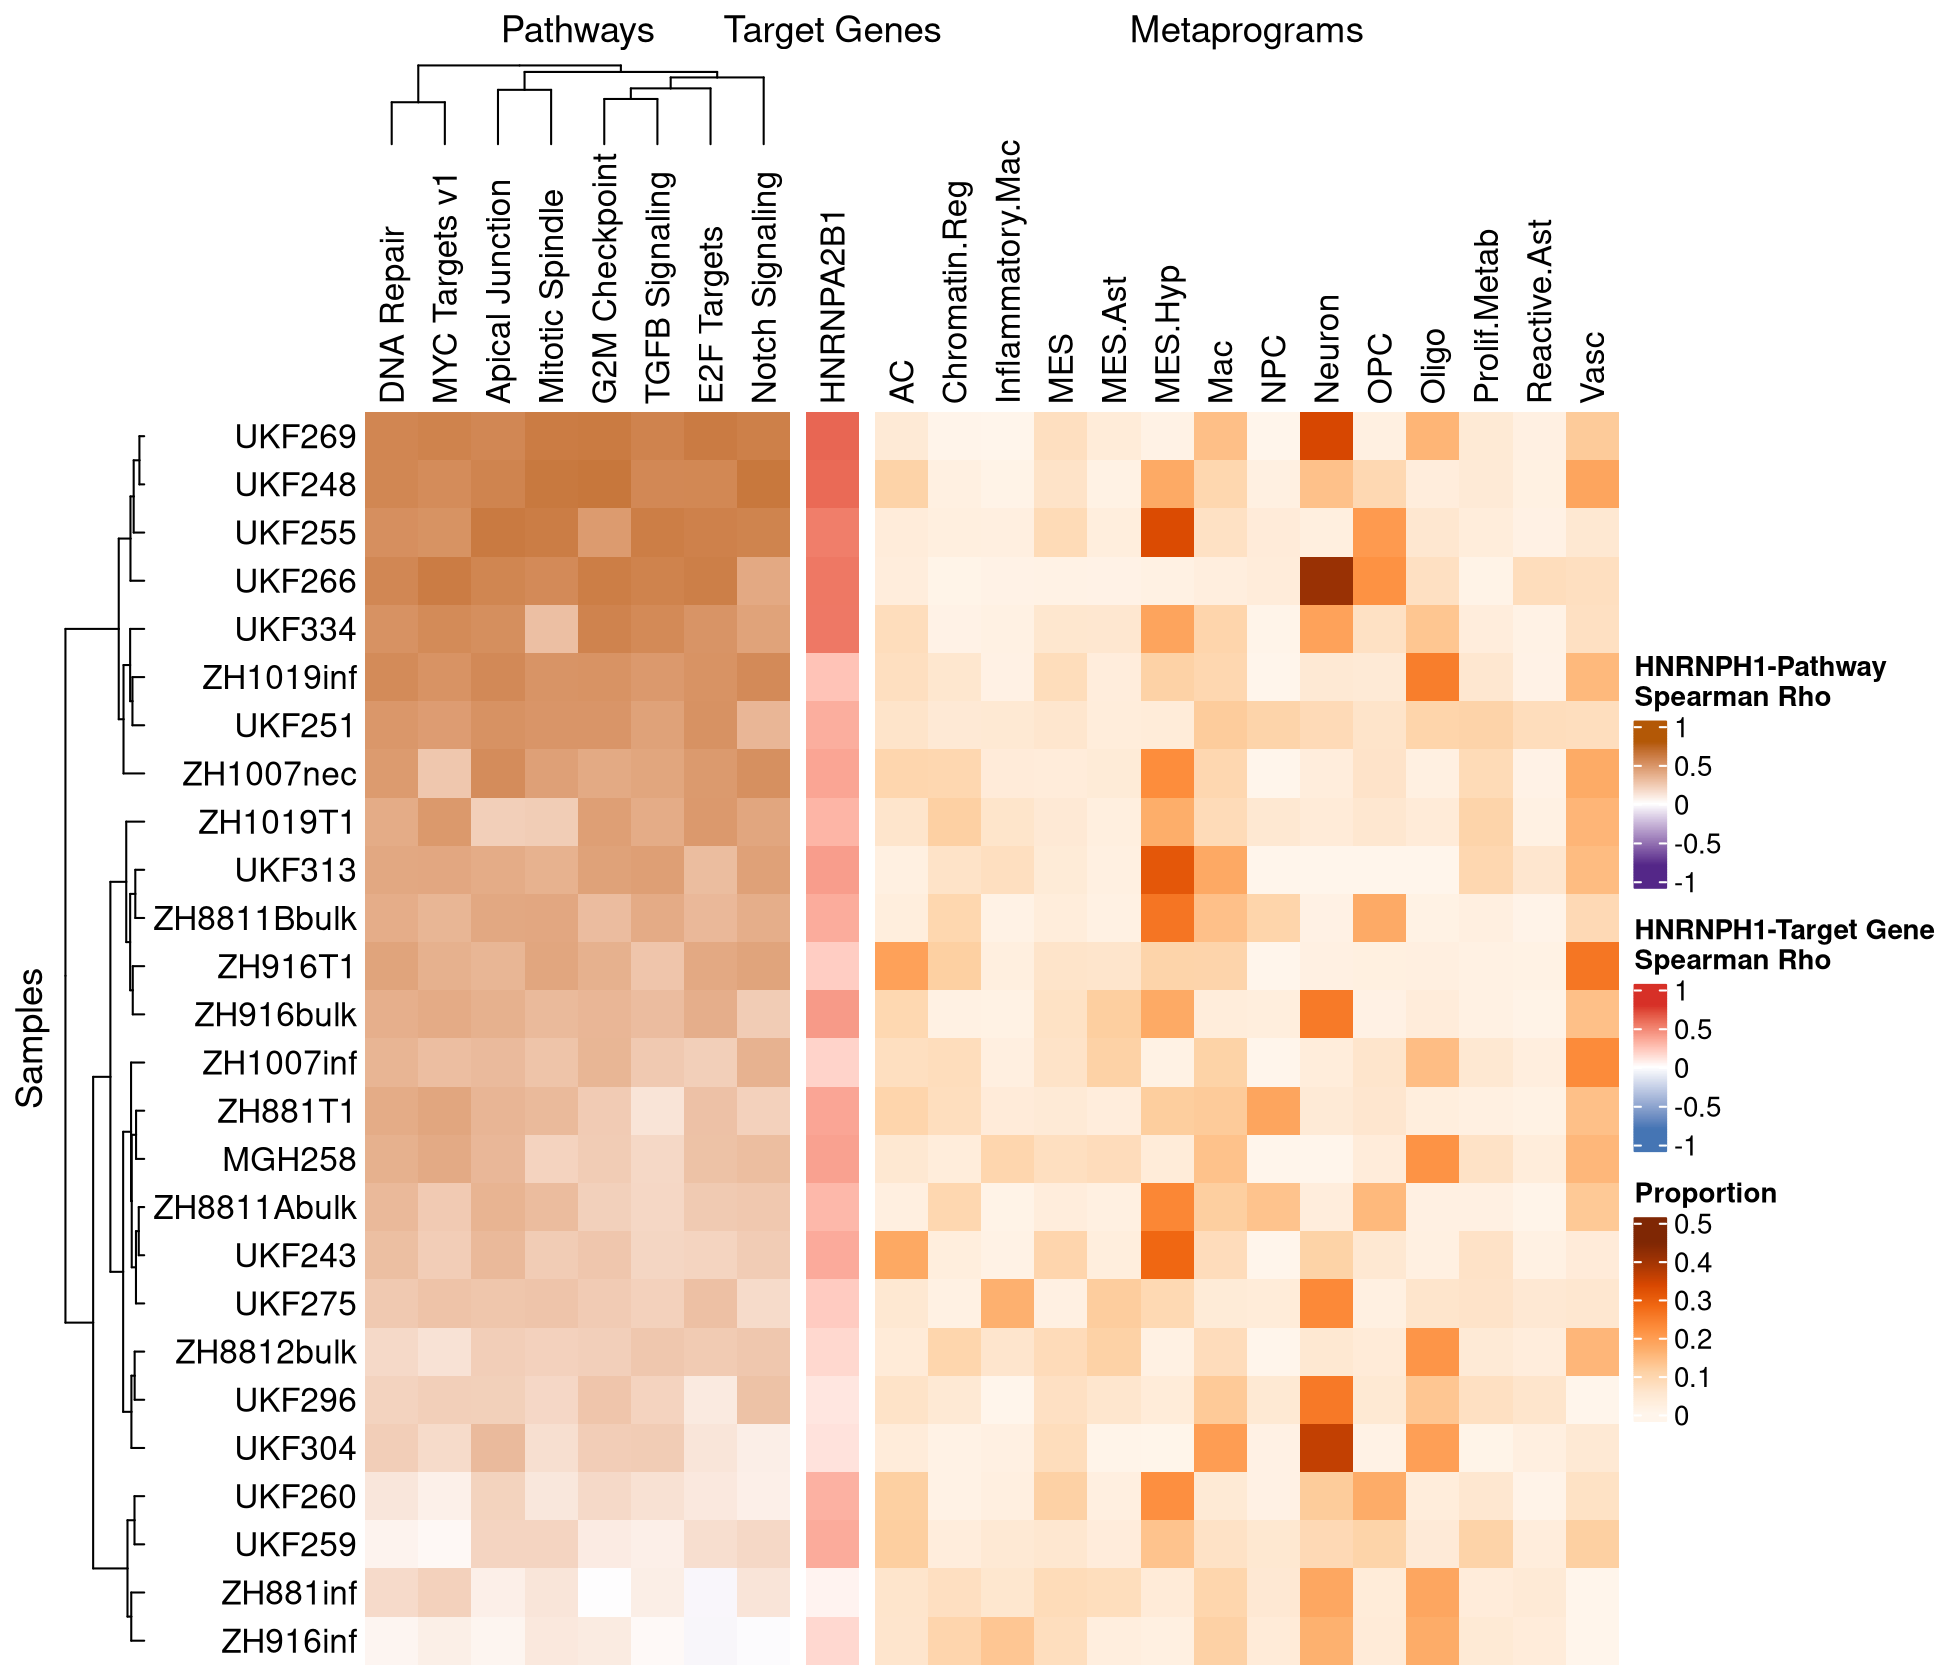 Pathways Target Genes Metaprograms
DNA Repair
MYC Targets v1
Apical Junction
Mitotic Spindle
G2M Checkpoint
TGFB Signaling
E2F Targets
Notch Signaling
HNRNPA2B1
AC
Chromatin.Reg
Inflammatory.Mac
MES
MES.Ast
MES.Hyp
Mac
NPC
Neuron
OPC
Oligo
Prolif.Metab
Reactive.Ast
Vasc
Samples
UKF269
UKF248
UKF255
UKF266
UKF334
ZH1019inf
UKF251
ZH1007nec
ZH1019T1
UKF313
ZH8811Bbulk
ZH916T1
ZH916bulk
ZH1007inf
ZH881T1
MGH258
ZH8811Abulk
UKF243
UKF275
ZH8812bulk
UKF296
UKF304
UKF260
UKF259
ZH881inf
ZH916inf
HNRNPH1-Pathway
Spearman Rho
1
0.5
0
-0.5
-1
HNRNPH1-Target Gene
Spearman Rho
1
0.5
0
-0.5
-1
Proportion
0.5
0.4
0.3
0.2
0.1
0